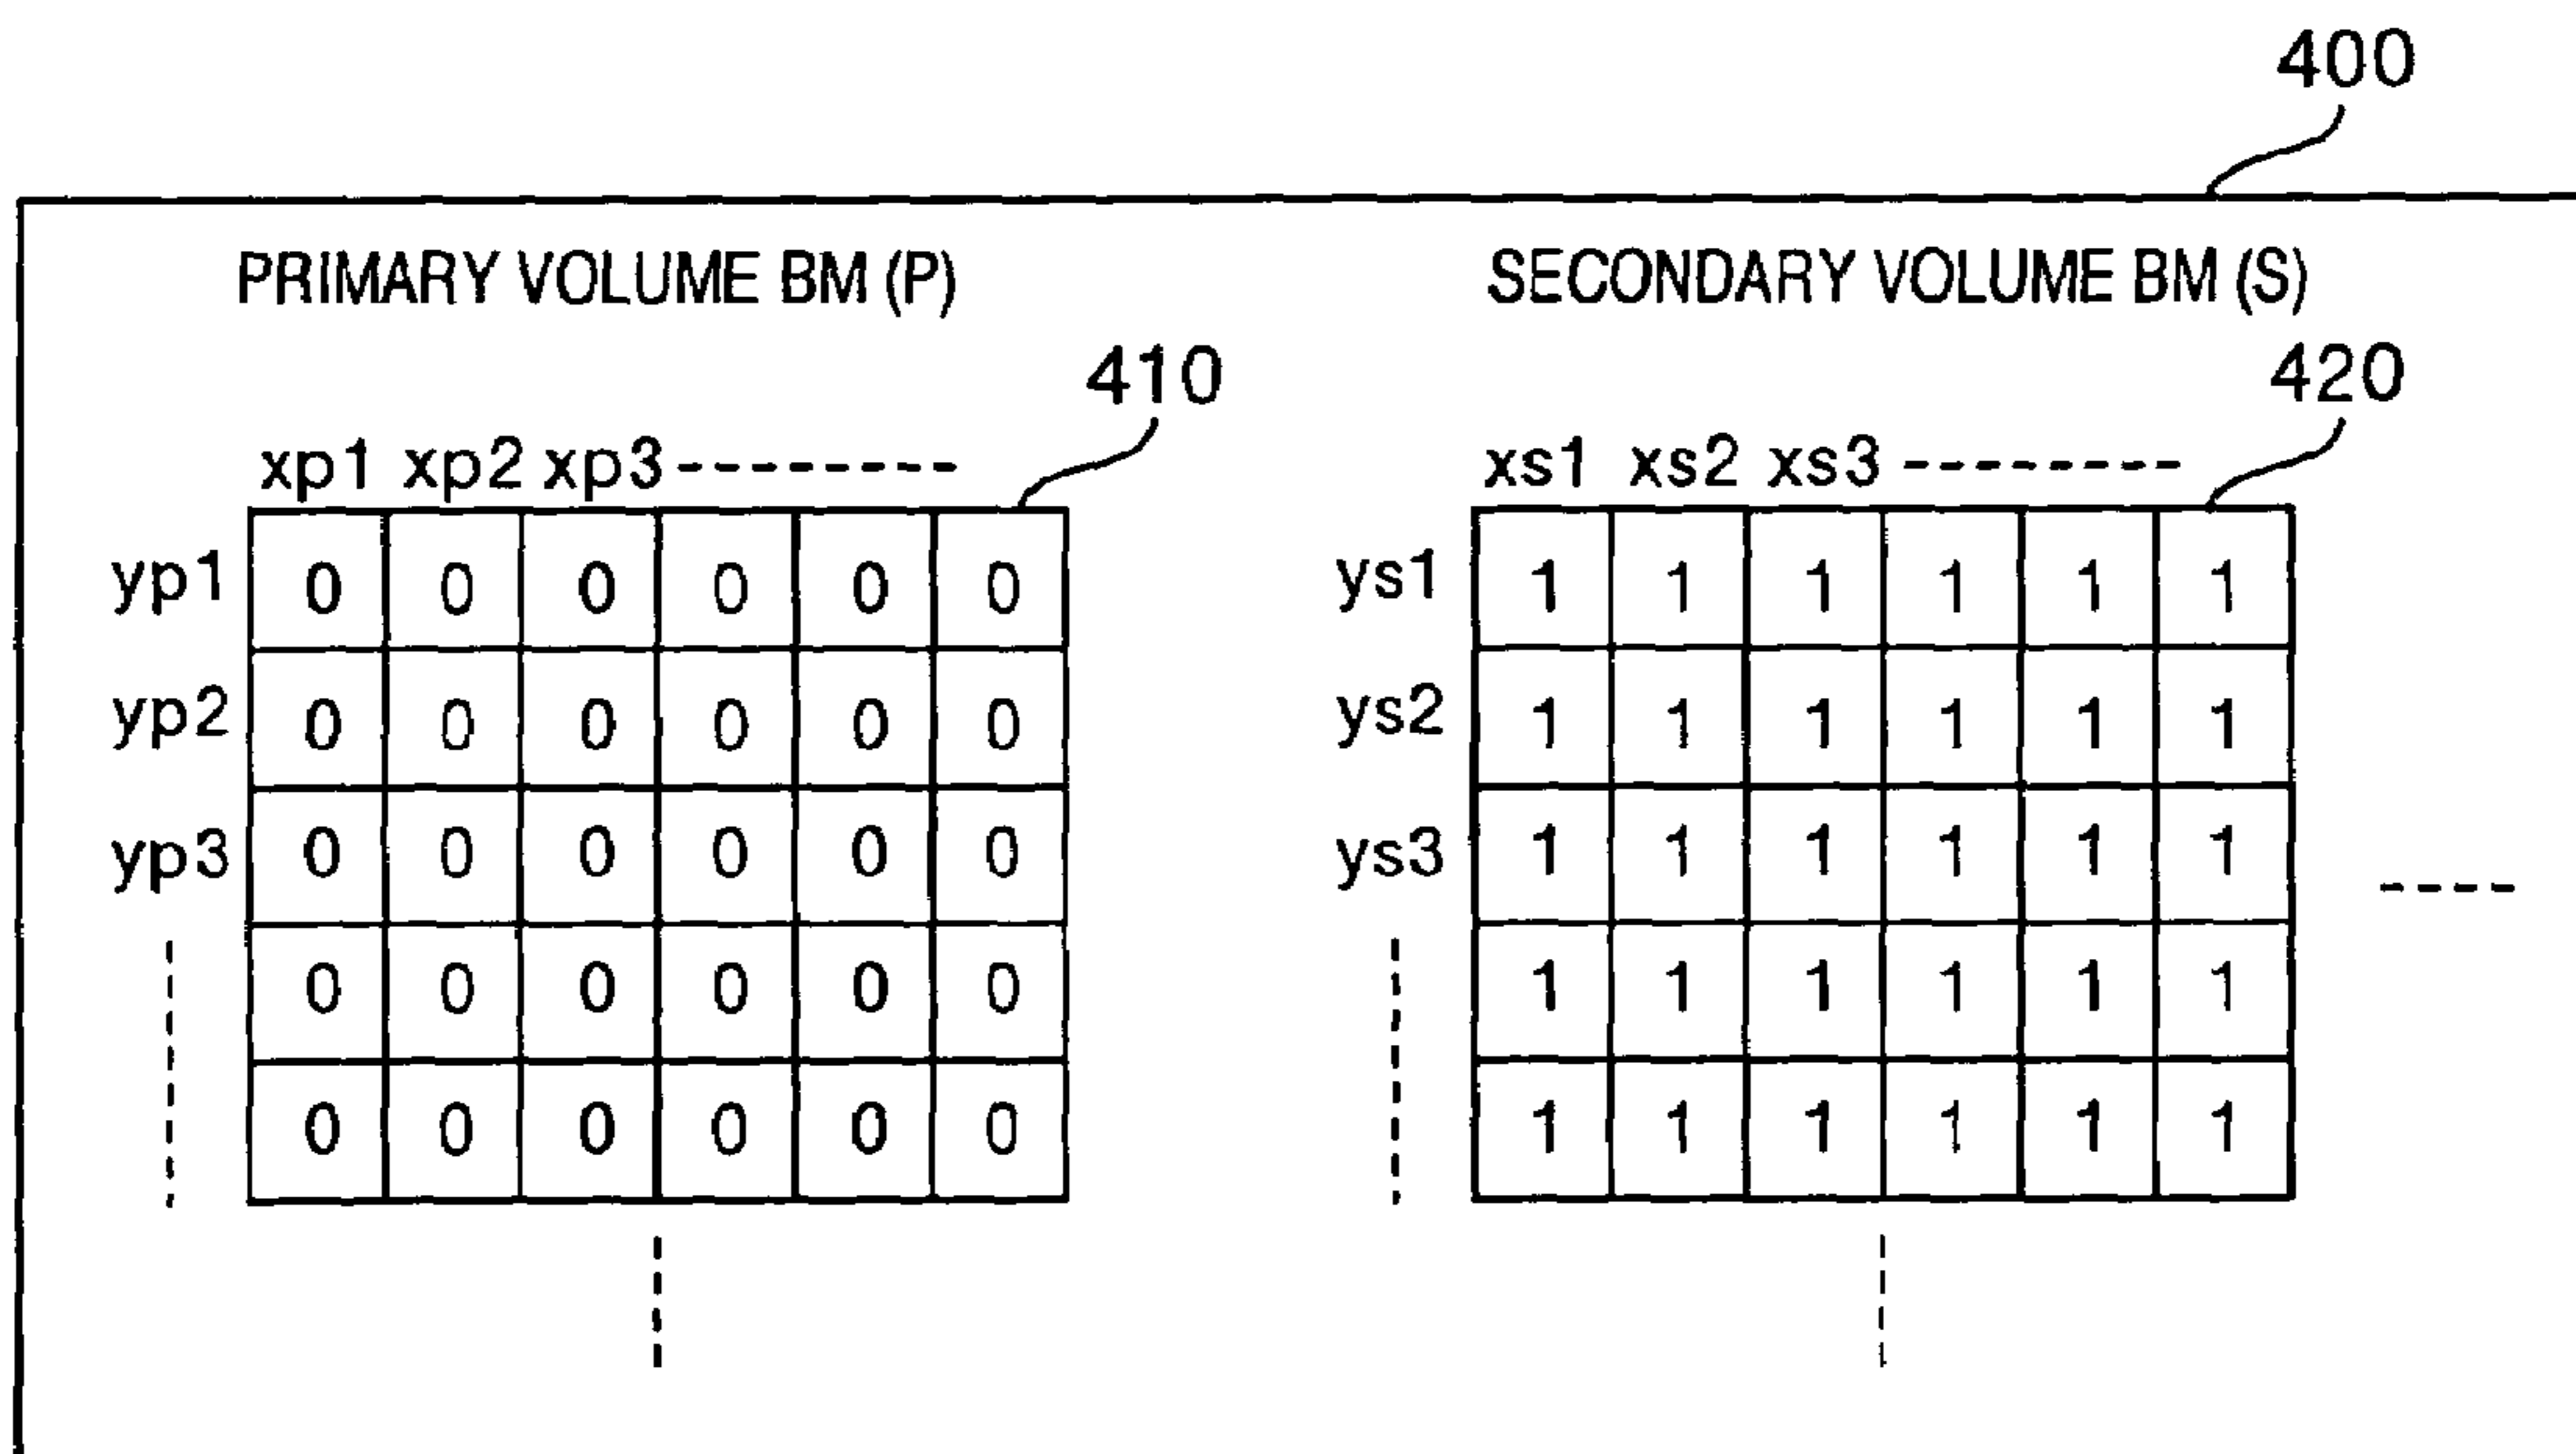 400
PRIMARY VOLUME BM (P)
410
xp1 xp2 xp3
yp1 0 0 0 0 0 0
yp2 0 0 0 0 0 0
yp3 0 0 0 0 0 0
0 0 0 0 0 0
0 0 0 0 0 0
SECONDARY VOLUME BM (S)
420
xs1 xs2 xs3
ys1 1 1 1 1 1 1
ys2 1 1 1 1 1 1
ys3 1 1 1 1 1 1
1 1 1 1 1 1
1 1 1 1 1 1